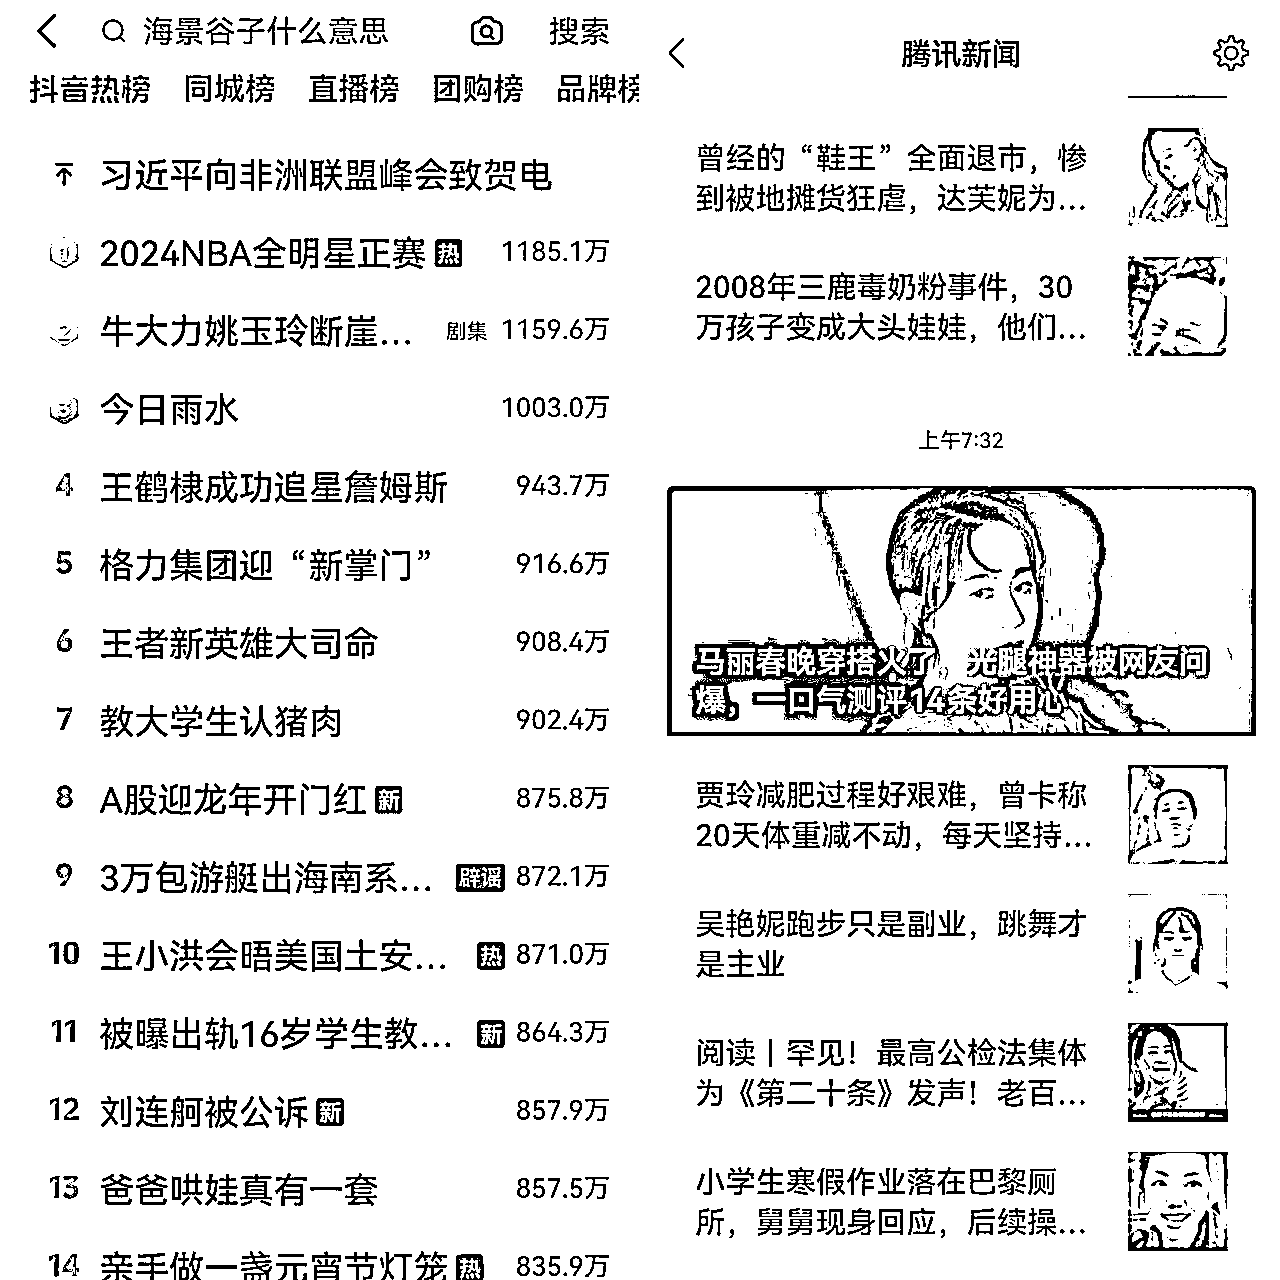 海景谷子什么意思 搜索
抖音热榜 同城榜 直播榜 团购榜 品牌榜
习近平向非洲联盟峰会致贺电
1 2024NBA全明星正赛 热 1185.1万
2 牛大力姚玉玲断崖... 剧集 1159.6万
3 今日雨水 1003.0万
4 王鹤棣成功追星詹姆斯 943.7万
5 格力集团迎“新掌门” 916.6万
6 王者新英雄大司命 908.4万
7 教大学生认猪肉 902.4万
8 A股迎龙年开门红 新 875.8万
9 3万包游艇出海南系... 辟谣 872.1万
10 王小洪会晤美国土安... 热 871.0万
11 被曝出轨16岁学生教... 新 864.3万
12 刘连舸被公诉 新 857.9万
13 爸爸哄娃真有一套 857.5万
14 亲手做一盏元宵节灯笼 热 835.9万
腾讯新闻
曾经的“鞋王”全面退市，惨
到被地摊货狂虐，达芙妮为...
2008年三鹿毒奶粉事件，30
万孩子变成大头娃娃，他们...
上午7:32
马丽春晚穿搭火了，光腿神器被网友问
爆，一口气测评14条好用心
贾玲减肥过程好艰难，曾卡称
20天体重减不动，每天坚持...
吴艳妮跑步只是副业，跳舞才
是主业
阅读丨罕见！最高公检法集体
为《第二十条》发声！老百...
小学生寒假作业落在巴黎厕
所，舅舅现身回应，后续操...